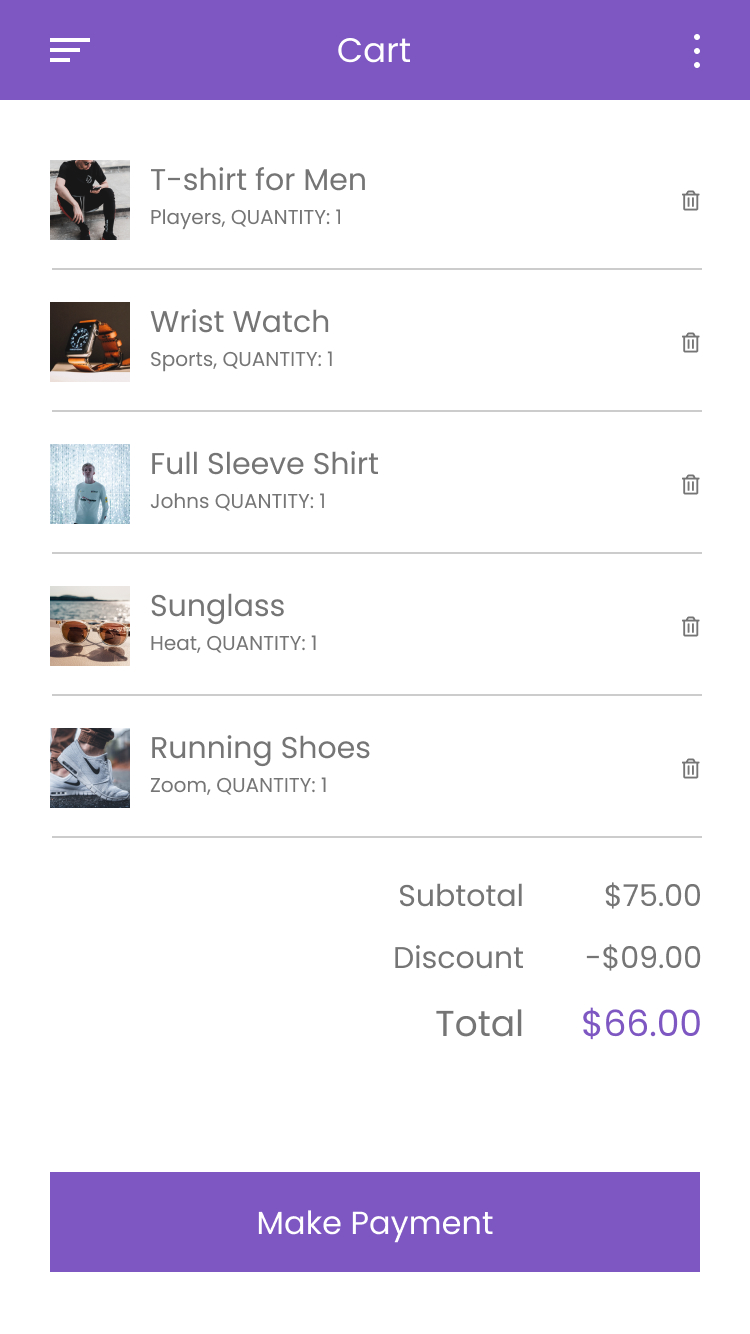 Cart
T-shirt for Men
Players, QUANTITY: 1
Wrist Watch
Sports, QUANTITY: 1
Full Sleeve Shirt
Johns QUANTITY: 1
Sunglass
Heat, QUANTITY: 1
Running Shoes
Zoom, QUANTITY: 1
Subtotal $75.00
Discount -$09.00
Total $66.00
Make Payment